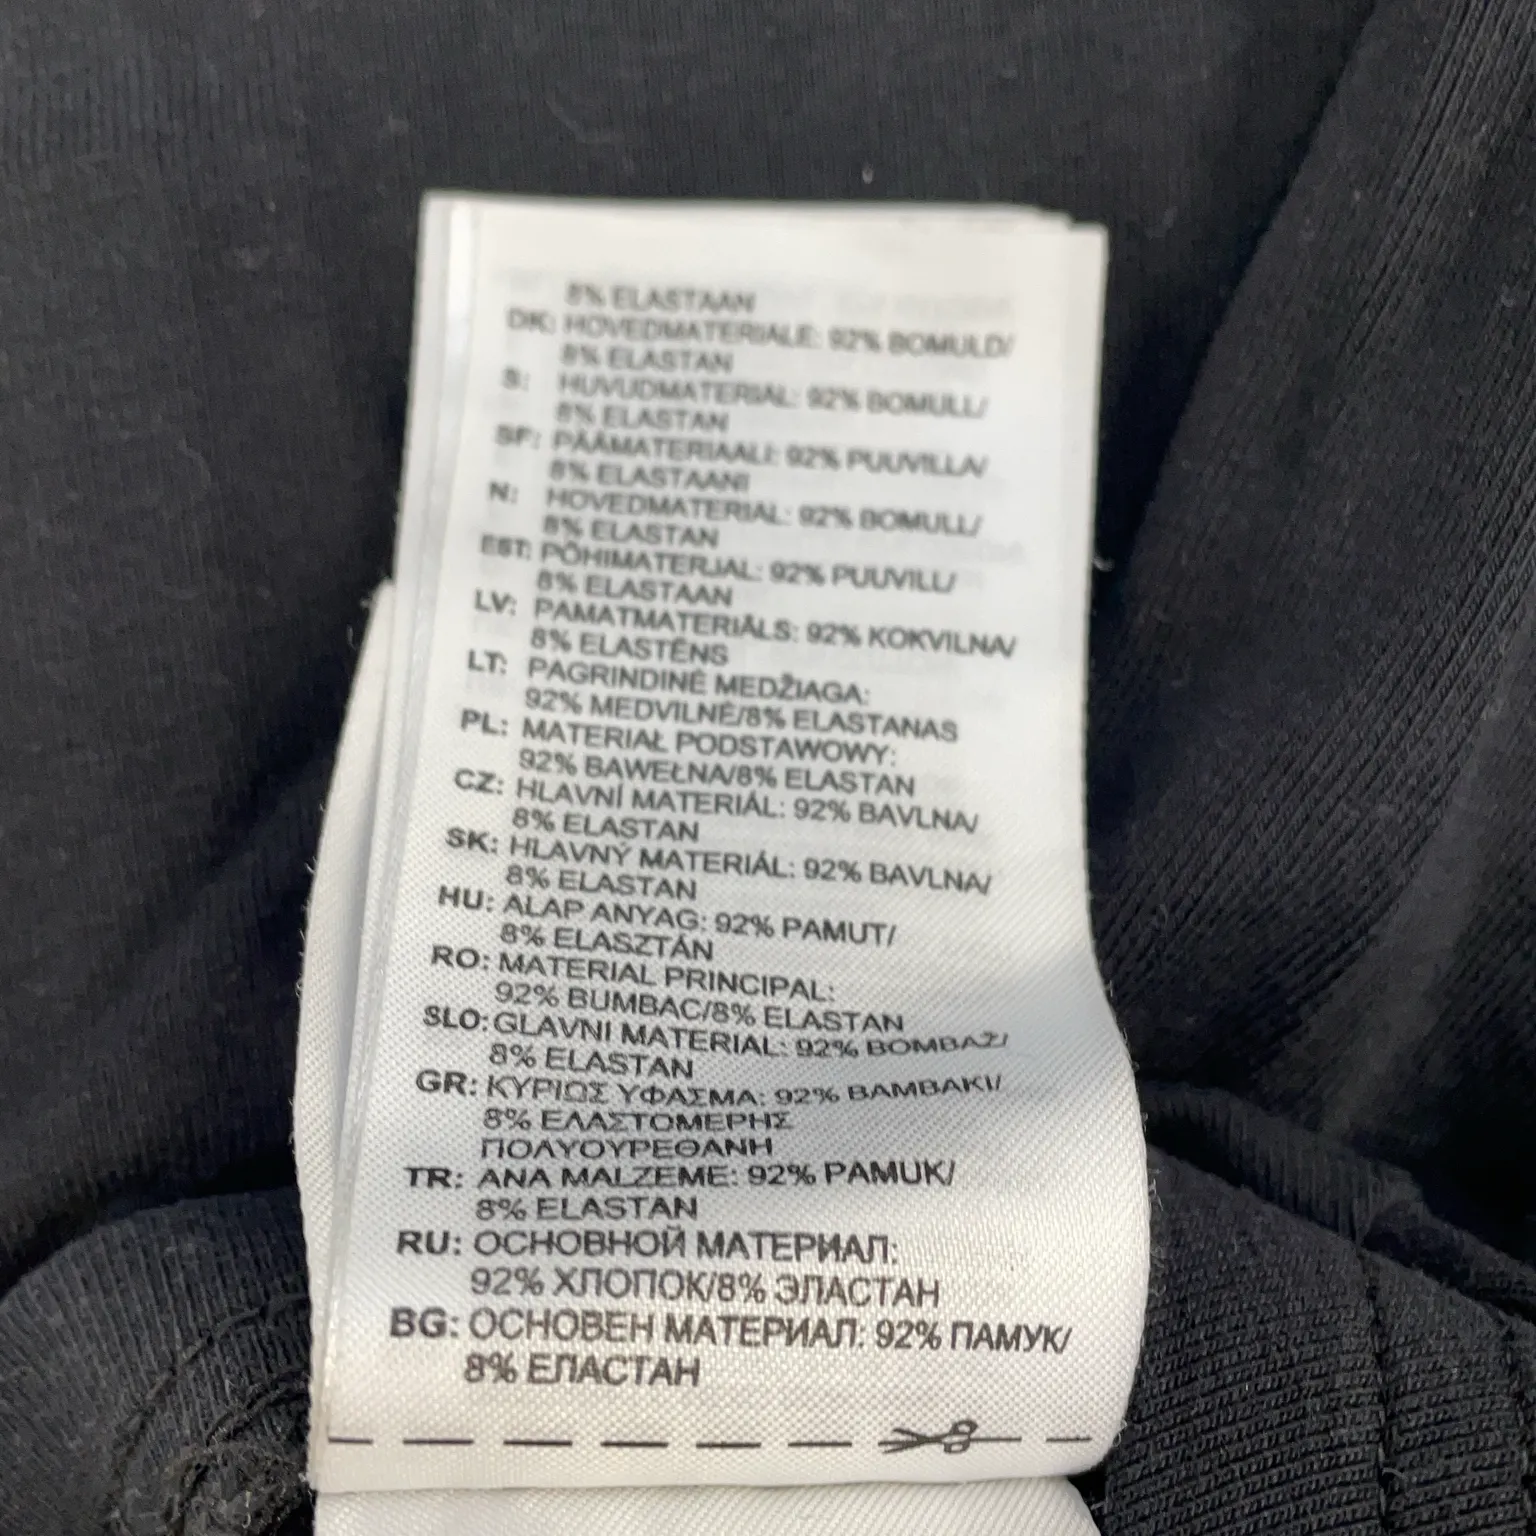 8% ELASTAAN
DK: HOVEDMATERIALE: 92% BOMULD/
8% ELASTAN
S: HUVUDMATERIAL: 92% BOMULL/
8% ELASTAN
SF: PÄÄMATERIAALI: 92% PUUVILLA/
8% ELASTAANI
N: HOVEDMATERIAL: 92% BOMULL/
8% ELASTAN
EST: PÕHIMATERJAL: 92% PUUVILL/
8% ELASTAAN
LV: PAMATMATERIĀLS: 92% KOKVILNA/
8% ELASTĒNS
LT: PAGRINDINĖ MEDŽIAGA:
92% MEDVILNĖ/8% ELASTANAS
PL: MATERIAŁ PODSTAWOWY:
92% BAWEŁNA/8% ELASTAN
CZ: HLAVNÍ MATERIÁL: 92% BAVLNA/
8% ELASTAN
SK: HLAVNÝ MATERIÁL: 92% BAVLNA/
8% ELASTAN
HU: ALAP ANYAG: 92% PAMUT/
8% ELASZTÁN
RO: MATERIAL PRINCIPAL:
92% BUMBAC/8% ELASTAN
SLO: GLAVNI MATERIAL: 92% BOMBAŽ/
8% ELASTAN
GR: ΚΥΡΙΩΣ ΥΦΑΣΜΑ: 92% ΒΑΜΒΑΚΙ/
8% ΕΛΑΣΤΟΜΕΡΗΣ
ΠΟΛΥΟΥΡΕΘΑΝΗ
TR: ANA MALZEME: 92% PAMUK/
8% ELASTAN
RU: ОСНОВНОЙ МАТЕРИАЛ:
92% ХЛОПОК/8% ЭЛАСТАН
BG: ОСНОВЕН МАТЕРИАЛ: 92% ПАМУК/
8% ЕЛАСТАН